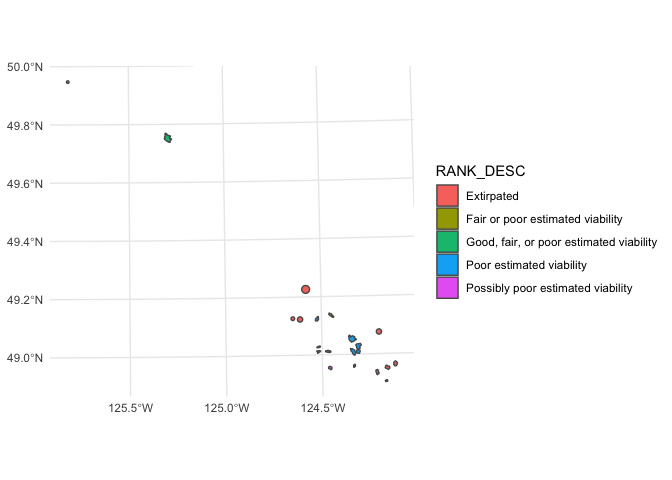 50.0°N
49.8°N
49.6°N
49.4°N
49.2°N
49.0°N
125.5°W
125.0°W
124.5°W
RANK_DESC
Extirpated
Fair or poor estimated viability
Good, fair, or poor estimated viability
Poor estimated viability
Possibly poor estimated viability